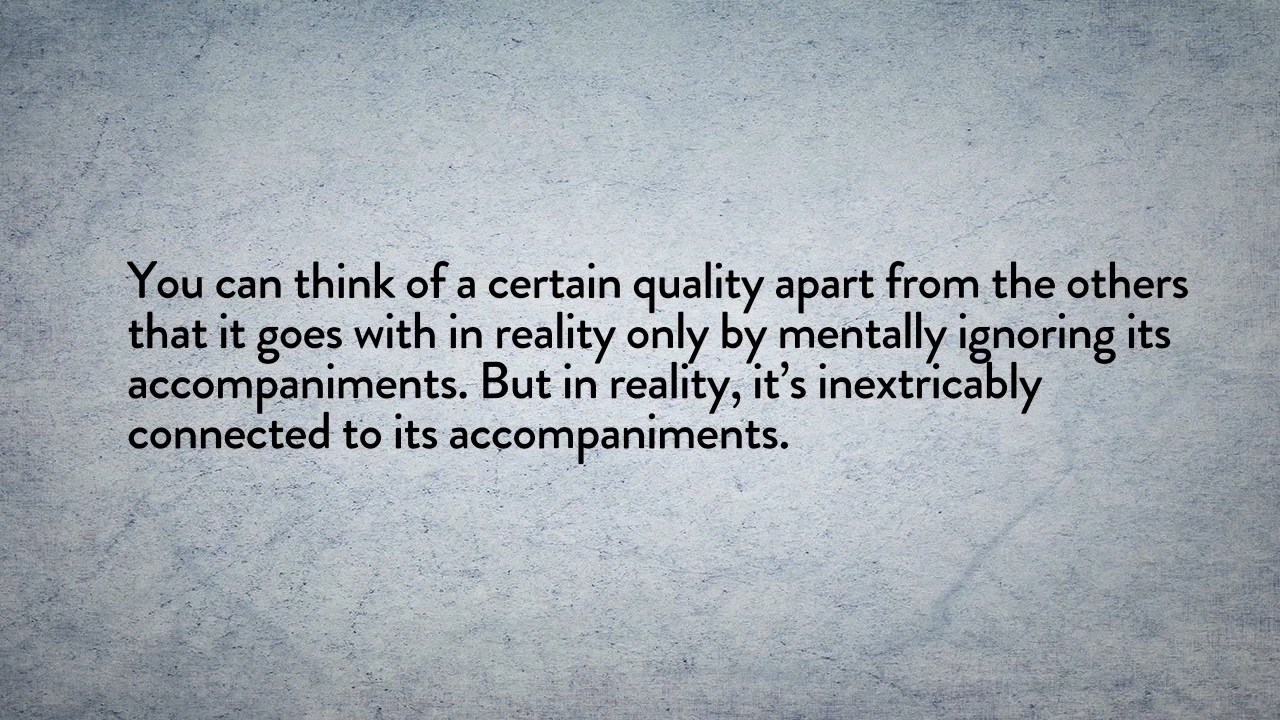 You can think of a certain quality apart from the others
that it goes with in reality only by mentally ignoring its
accompaniments. But in reality, it’s inextricably
connected to its accompaniments.